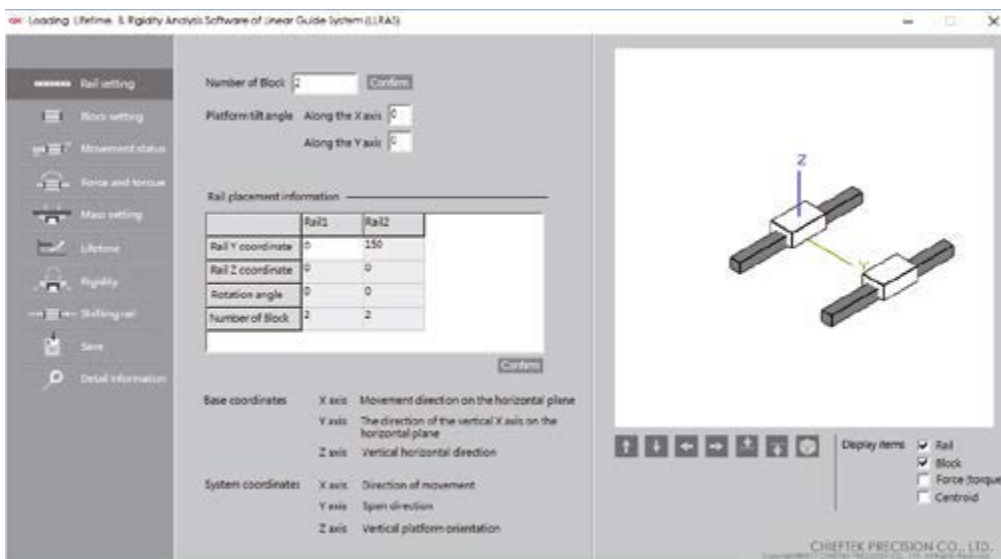 Loading, Lifetime, & Rigidity Analysis Software of Linear Guide System (LLRAS)
Rail setting
Block setting
Movement status
Force and torque
Mass setting
Lifetime
Rigidity
Shifting rail
Save
Detail information
Number of Block 2 Confirm
Platform tilt angle Along the X axis 0
Along the Y axis 0
Rail placement information
Rail1 Rail2
Rail Y coordinate 0 150
Rail Z coordinate 0 0
Rotation angle 0 0
Number of Block 2 2
Confirm
Base coordinates X axis Movement direction on the horizontal plane
Y axis The direction of the vertical X axis on the
horizontal plane
Z axis Vertical horizontal direction
System coordinates X axis Direction of movement
Y axis Span direction
Z axis Vertical platform orientation
Z
Y
Display items Rail
Block
Force (torque
Centroid
CHIEFTEK PRECISION CO., LTD.